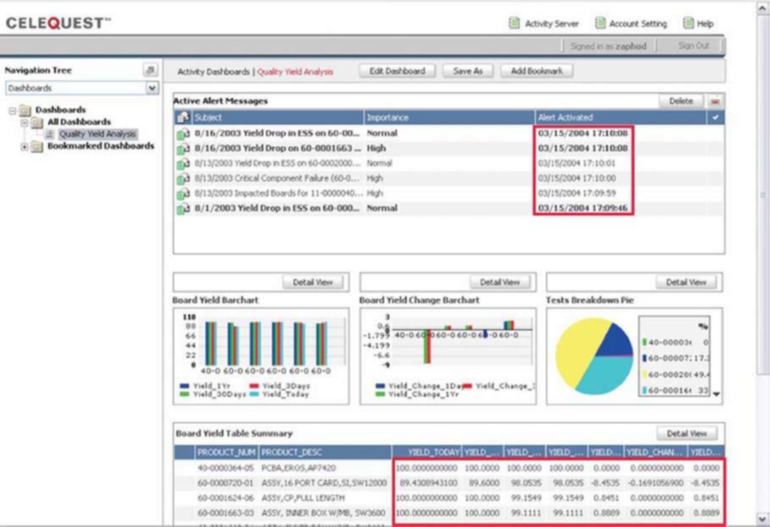 CELEQUEST™
Activity Server Account Setting Help
Signed in as zaphod Sign Out
Navigation Tree
Dashboards
Dashboards
All Dashboards
Quality Yield Analysis
Bookmarked Dashboards
Activity Dashboards | Quality Yield Analysis Edit Dashboard Save As Add Bookmark
Active Alert Messages Delete
Subject Importance Alert Activated
8/16/2003 Yield Drop in ESS on 60-00... Normal 03/15/2004 17:10:08
8/16/2003 Yield Drop on 60-0001663 ... High 03/15/2004 17:10:08
8/13/2003 Yield Drop in ESS on 60-0002000... Normal 03/15/2004 17:10:01
8/13/2003 Critical Component Failure (60-0... High 03/15/2004 17:10:00
8/13/2003 Impacted Boards for 11-0000040... High 03/15/2004 17:09:59
8/1/2003 Yield Drop in ESS on 60-000... Normal 03/15/2004 17:09:46
Detail View Detail View Detail View
Board Yield Barchart
110
88
66
44
22
40-0 60-0 60-0 60-0 60-0 60-0
Yield_1Yr Yield_3Days
Yield_30Days Yield_Today
Board Yield Change Barchart
3
0.6
-1.799
-4.199
-6.6
-9
40-0 60-0 60-0 60-0 60-0
Yield_Change_1Day Yield_Change_
Yield_Change_1Yr
Tests Breakdown Pie
%
40-00003 0
60-00007 17.
60-00020 49.
60-00016 33
Board Yield Table Summary Detail View
PRODUCT_NUM PRODUCT_DESC YIELD_TODAY YIELD_... YIELD_... YIELD_... YIELD... YIELD_CHAN... YIELD...
40-0000364-05 PCBA,EROS,AP7420 100.0000000000 100.0000 100.0000 100.0000 0.0000 0.0000000000 0.0000
60-0000720-01 ASSY,16 PORT CARD,SI,SW12000 89.4308943100 89.6000 98.0535 98.0535 -8.4535 -0.1691056900 -8.4535
60-0001624-06 ASSY,CP,FULL LENGTH 100.0000000000 100.0000 99.1549 99.1549 0.8451 0.0000000000 0.8451
60-0001663-03 ASSY, INNER BOX W/MB, SW3600 100.0000000000 100.0000 99.1111 99.1111 0.8889 0.0000000000 0.8889